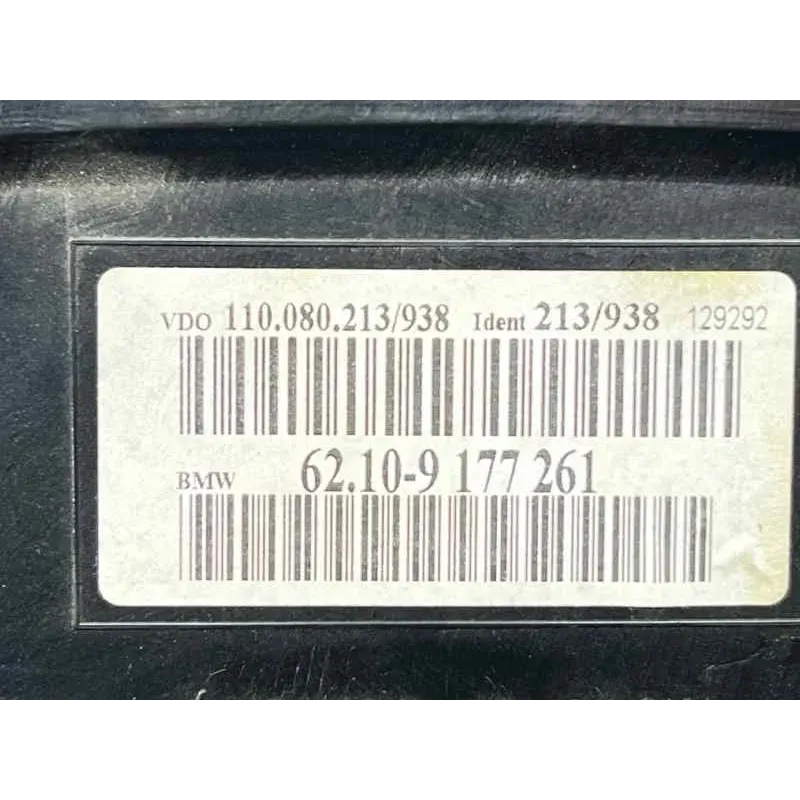 VDO 110.080.213/938 Ident 213/938 129292
BMW 62.10-9 177 261